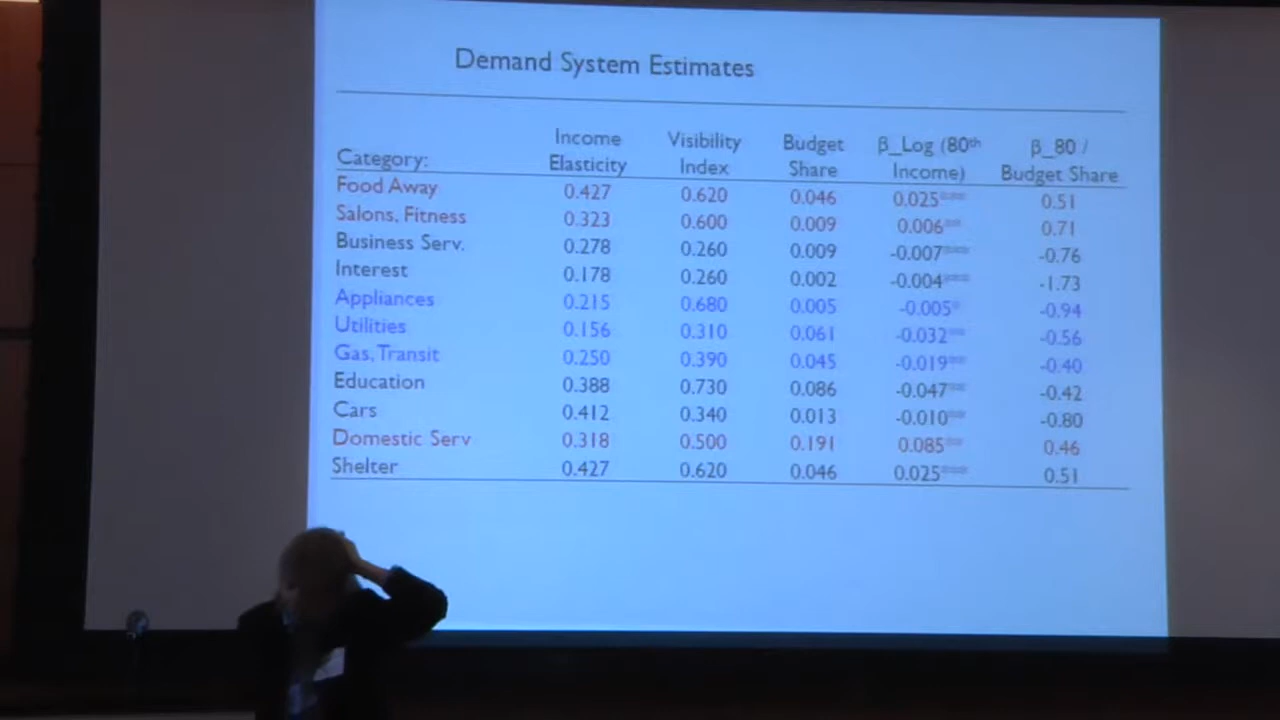 Demand System Estimates
Category: Income Elasticity Visibility Index Budget Share β_Log (80th Income) β_80 / Budget Share
Food Away 0.427 0.620 0.046 0.025*** 0.51
Salons, Fitness 0.323 0.600 0.009 0.006** 0.71
Business Serv. 0.278 0.260 0.009 -0.007*** -0.76
Interest 0.178 0.260 0.002 -0.004*** -1.73
Appliances 0.215 0.680 0.005 -0.005* -0.94
Utilities 0.156 0.310 0.061 -0.032** -0.56
Gas, Transit 0.250 0.390 0.045 -0.019** -0.40
Education 0.388 0.730 0.086 -0.047** -0.42
Cars 0.412 0.340 0.013 -0.010** -0.80
Domestic Serv 0.318 0.500 0.191 0.085** 0.46
Shelter 0.427 0.620 0.046 0.025*** 0.51